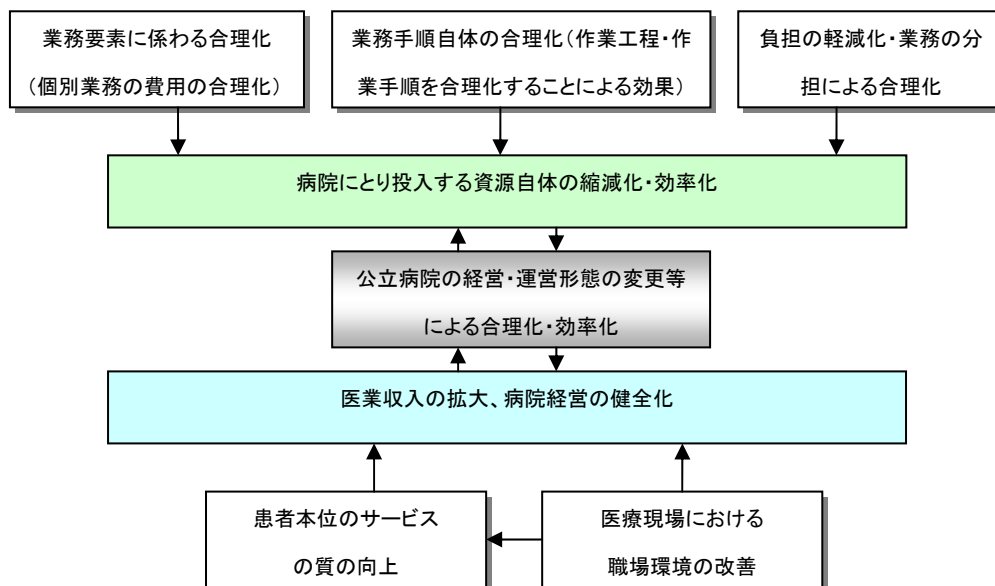 業務要素に係わる合理化
（個別業務の費用の合理化）
業務手順自体の合理化（作業工程・作
業手順を合理化することによる効果）
負担の軽減化・業務の分
担による合理化
病院にとり投入する資源自体の縮減化・効率化
公立病院の経営・運営形態の変更等
による合理化・効率化
医業収入の拡大、病院経営の健全化
患者本位のサービス
の質の向上
医療現場における
職場環境の改善